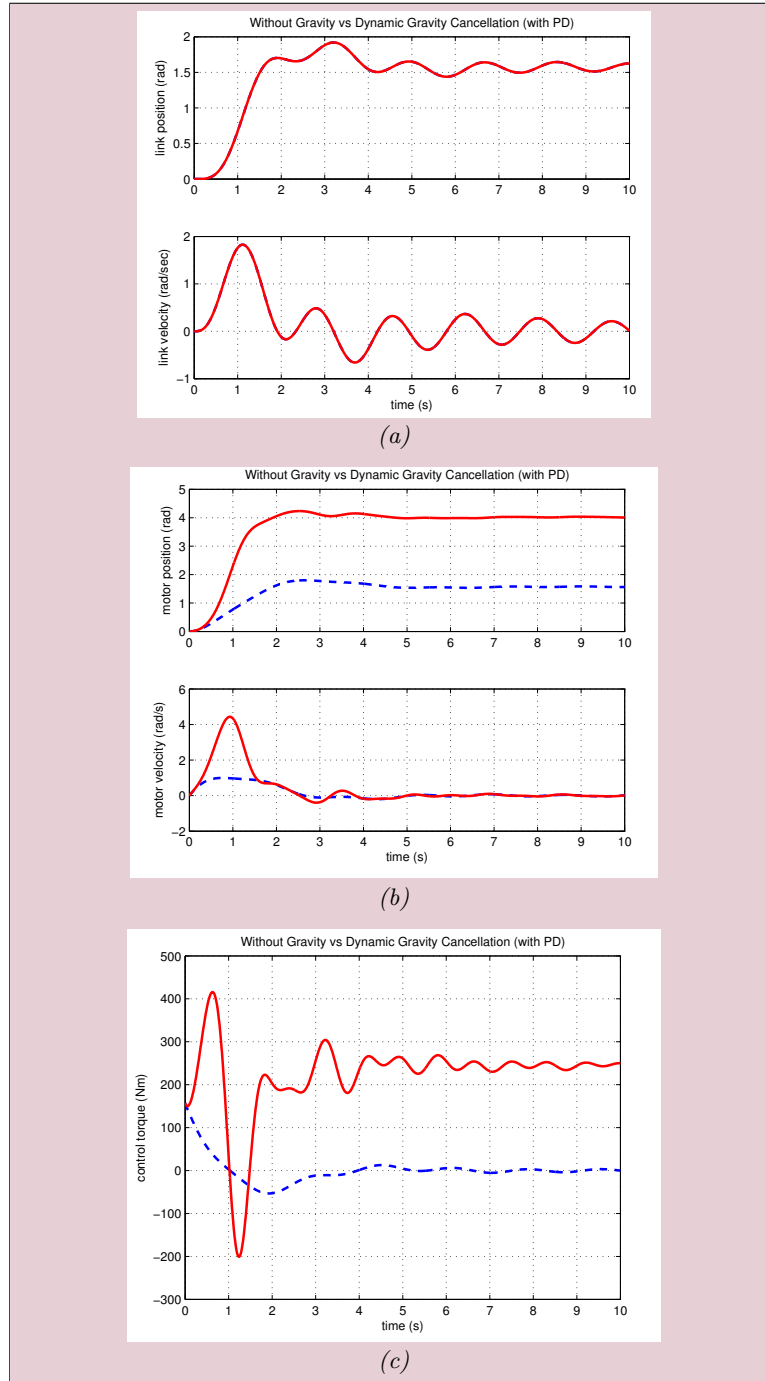 Without Gravity vs Dynamic Gravity Cancellation (with PD)
link position (rad)
2
1.5
1
0.5
0
0 1 2 3 4 5 6 7 8 9 10
link velocity (rad/sec)
2
1
0
−1
0 1 2 3 4 5 6 7 8 9 10
time (s)
(a)
Without Gravity vs Dynamic Gravity Cancellation (with PD)
motor position (rad)
5
4
3
2
1
0
0 1 2 3 4 5 6 7 8 9 10
motor velocity (rad/s)
6
4
2
0
−2
0 1 2 3 4 5 6 7 8 9 10
time (s)
(b)
Without Gravity vs Dynamic Gravity Cancellation (with PD)
control torque (Nm)
500
400
300
200
100
0
−100
−200
−300
0 1 2 3 4 5 6 7 8 9 10
time (s)
(c)